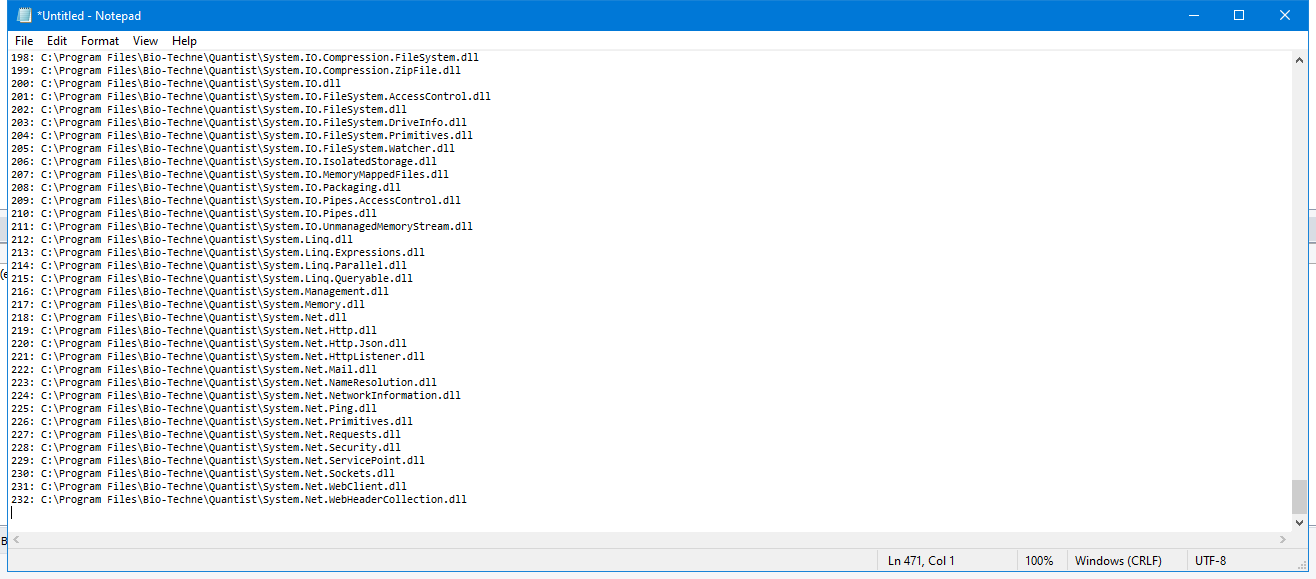 *Untitled - Notepad
File Edit Format View Help
198: C:\Program Files\Bio-Techne\Quantist\System.IO.Compression.FileSystem.dll
199: C:\Program Files\Bio-Techne\Quantist\System.IO.Compression.ZipFile.dll
200: C:\Program Files\Bio-Techne\Quantist\System.IO.dll
201: C:\Program Files\Bio-Techne\Quantist\System.IO.FileSystem.AccessControl.dll
202: C:\Program Files\Bio-Techne\Quantist\System.IO.FileSystem.dll
203: C:\Program Files\Bio-Techne\Quantist\System.IO.FileSystem.DriveInfo.dll
204: C:\Program Files\Bio-Techne\Quantist\System.IO.FileSystem.Primitives.dll
205: C:\Program Files\Bio-Techne\Quantist\System.IO.FileSystem.Watcher.dll
206: C:\Program Files\Bio-Techne\Quantist\System.IO.IsolatedStorage.dll
207: C:\Program Files\Bio-Techne\Quantist\System.IO.MemoryMappedFiles.dll
208: C:\Program Files\Bio-Techne\Quantist\System.IO.Packaging.dll
209: C:\Program Files\Bio-Techne\Quantist\System.IO.Pipes.AccessControl.dll
210: C:\Program Files\Bio-Techne\Quantist\System.IO.Pipes.dll
211: C:\Program Files\Bio-Techne\Quantist\System.IO.UnmanagedMemoryStream.dll
212: C:\Program Files\Bio-Techne\Quantist\System.Linq.dll
213: C:\Program Files\Bio-Techne\Quantist\System.Linq.Expressions.dll
214: C:\Program Files\Bio-Techne\Quantist\System.Linq.Parallel.dll
215: C:\Program Files\Bio-Techne\Quantist\System.Linq.Queryable.dll
216: C:\Program Files\Bio-Techne\Quantist\System.Management.dll
217: C:\Program Files\Bio-Techne\Quantist\System.Memory.dll
218: C:\Program Files\Bio-Techne\Quantist\System.Net.dll
219: C:\Program Files\Bio-Techne\Quantist\System.Net.Http.dll
220: C:\Program Files\Bio-Techne\Quantist\System.Net.Http.Json.dll
221: C:\Program Files\Bio-Techne\Quantist\System.Net.HttpListener.dll
222: C:\Program Files\Bio-Techne\Quantist\System.Net.Mail.dll
223: C:\Program Files\Bio-Techne\Quantist\System.Net.NameResolution.dll
224: C:\Program Files\Bio-Techne\Quantist\System.Net.NetworkInformation.dll
225: C:\Program Files\Bio-Techne\Quantist\System.Net.Ping.dll
226: C:\Program Files\Bio-Techne\Quantist\System.Net.Primitives.dll
227: C:\Program Files\Bio-Techne\Quantist\System.Net.Requests.dll
228: C:\Program Files\Bio-Techne\Quantist\System.Net.Security.dll
229: C:\Program Files\Bio-Techne\Quantist\System.Net.ServicePoint.dll
230: C:\Program Files\Bio-Techne\Quantist\System.Net.Sockets.dll
231: C:\Program Files\Bio-Techne\Quantist\System.Net.WebClient.dll
232: C:\Program Files\Bio-Techne\Quantist\System.Net.WebHeaderCollection.dll
Ln 471, Col 1 100% Windows (CRLF) UTF-8